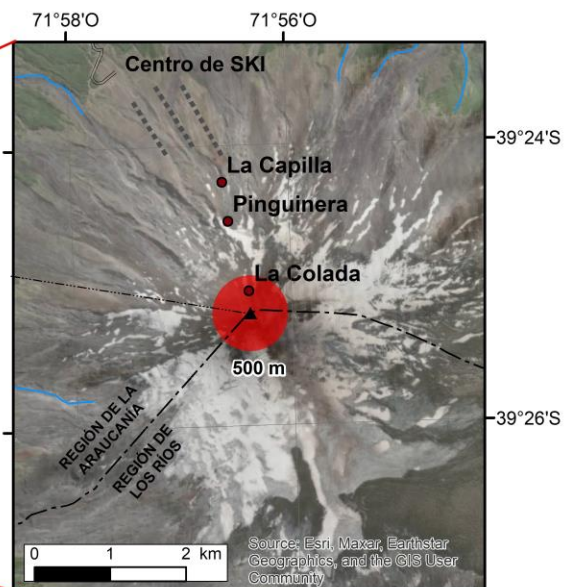 71°58'O
71°56'O
Centro de SKI
39°24'S
La Capilla
Pinguinera
La Colada
500 m
39°26'S
REGIÓN DE LA
ARAUCANÍA
REGIÓN DE
LOS RÍOS
0 1 2 km
Source: Esri, Maxar, Earthstar
Geographics, and the GIS User
Community